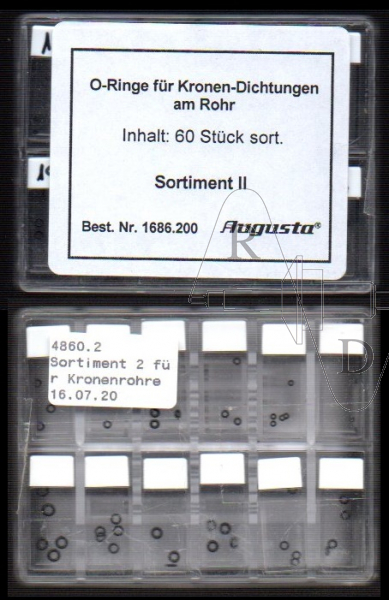 O-Ringe für Kronen-Dichtungen
am Rohr
Inhalt: 60 Stück sort.
Sortiment II
Best. Nr. 1686.200 Augusta®
R
D
4860.2
Sortiment 2 fü
r Kronenrohre
16.07.20